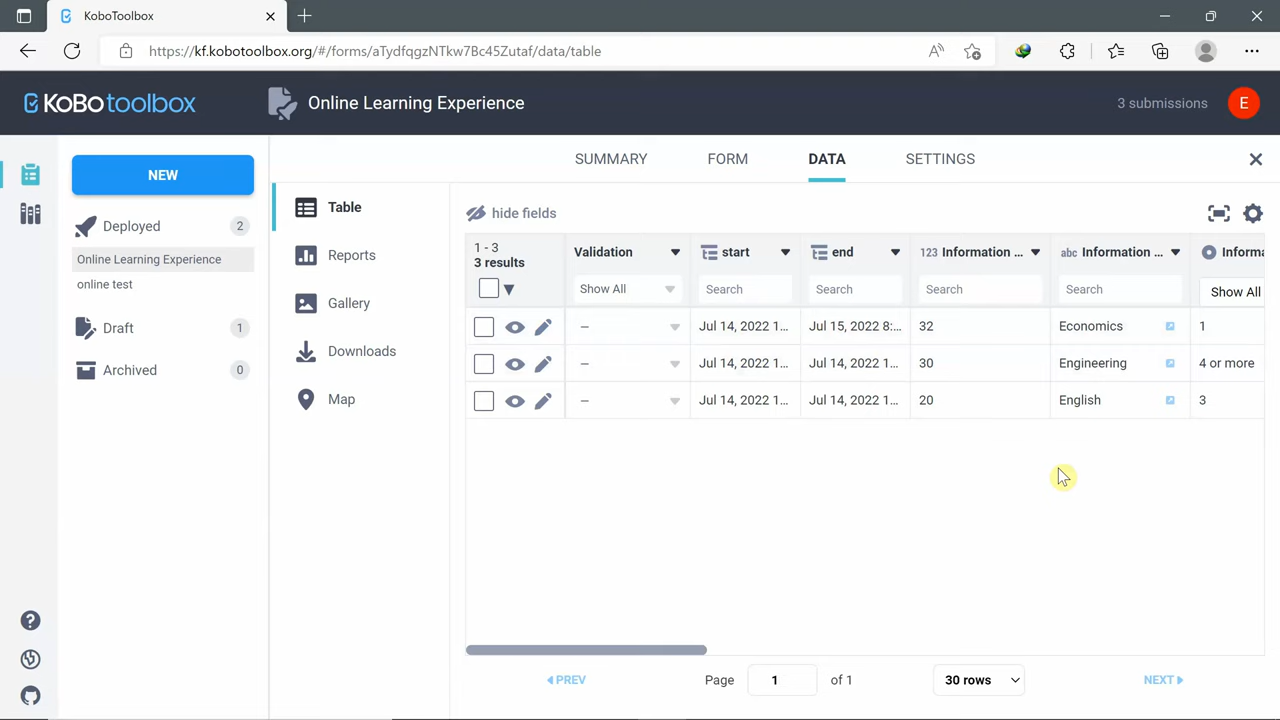 KoboToolbox
https://kf.kobotoolbox.org/#/forms/aTydfqgzNTkw7Bc45Zutaf/data/table
KoBo toolbox
Online Learning Experience
3 submissions
E
NEW
Deployed 2
Online Learning Experience
online test
Draft 1
Archived 0
SUMMARY FORM DATA SETTINGS
Table
Reports
Gallery
Downloads
Map
hide fields
1 - 3
3 results
Validation start end 123 Information ... abc Information ... Informa
Show All Search Search Search Search Show All
– Jul 14, 2022 1... Jul 15, 2022 8:... 32 Economics 1
– Jul 14, 2022 1... Jul 14, 2022 1... 30 Engineering 4 or more
– Jul 14, 2022 1... Jul 14, 2022 1... 20 English 3
PREV Page 1 of 1 30 rows NEXT